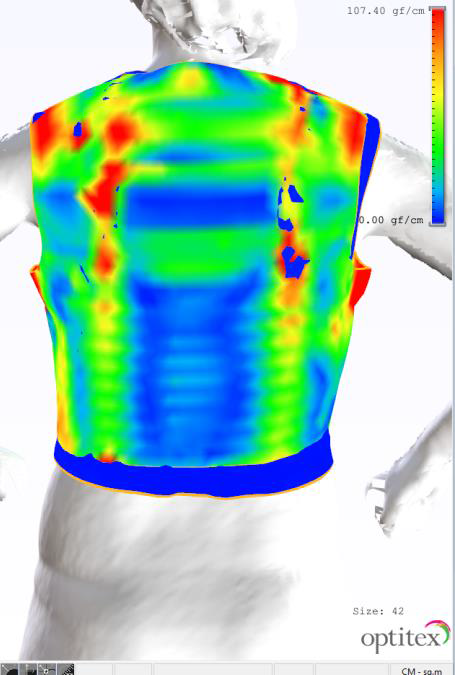 107.40 gf/cm
0.00 gf/cm
Size: 42
optitex
CM - sq.m